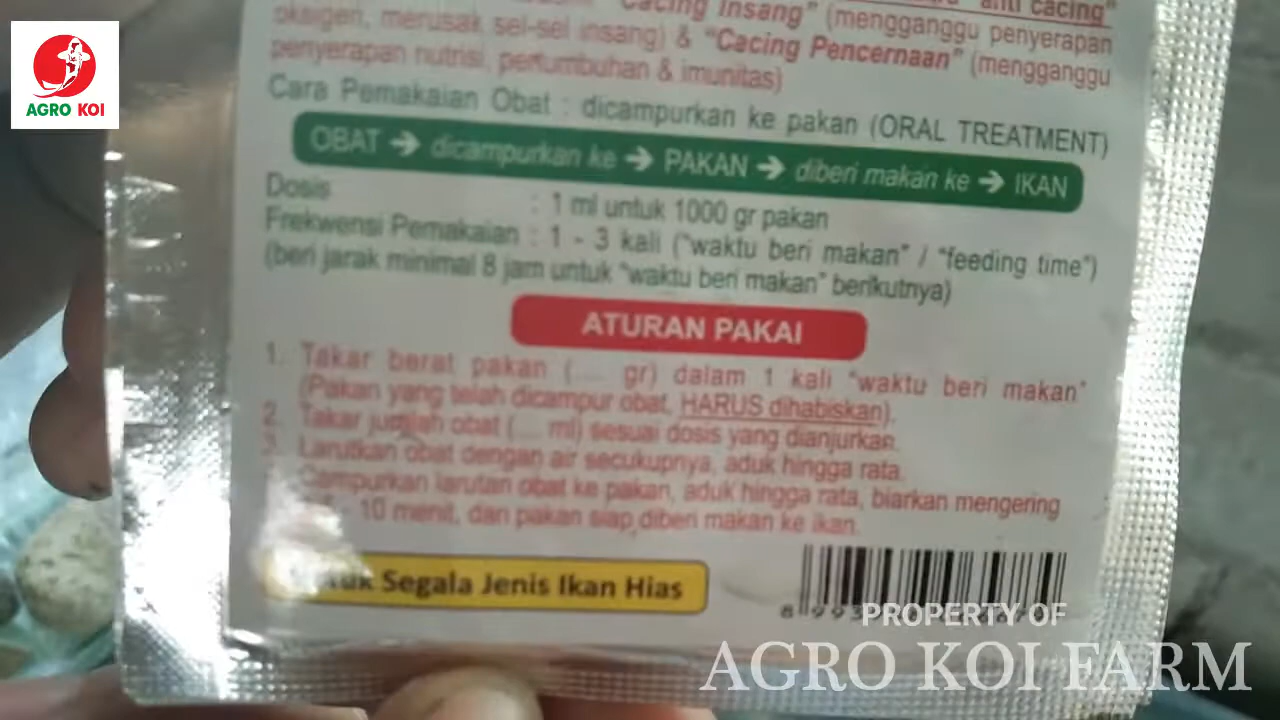 AGRO KOI
anti cacing"
"Cacing Insang" (mengganggu penyerapan
oksigen, merusak sel-sel insang) & "Cacing Pencernaan" (mengganggu
penyerapan nutrisi, pertumbuhan & imunitas)
Cara Pemakaian Obat : dicampurkan ke pakan (ORAL TREATMENT)
OBAT → dicampurkan ke → PAKAN → diberi makan ke → IKAN
Dosis : 1 ml untuk 1000 gr pakan
Frekwensi Pemakaian : 1 - 3 kali ("waktu beri makan" / "feeding time")
(beri jarak minimal 8 jam untuk "waktu beri makan" berikutnya)
ATURAN PAKAI
1. Takar berat pakan (.... gr) dalam 1 kali "waktu beri makan"
(Pakan yang telah dicampur obat, HARUS dihabiskan).
2. Takar jumlah obat (.... ml) sesuai dosis yang dianjurkan.
3. Larutkan obat dengan air secukupnya, aduk hingga rata.
Campurkan larutan obat ke pakan, aduk hingga rata, biarkan mengering
- 10 menit, dan pakan siap diberi makan ke ikan.
Segala Jenis Ikan Hias
PROPERTY OF
AGRO KOI FARM